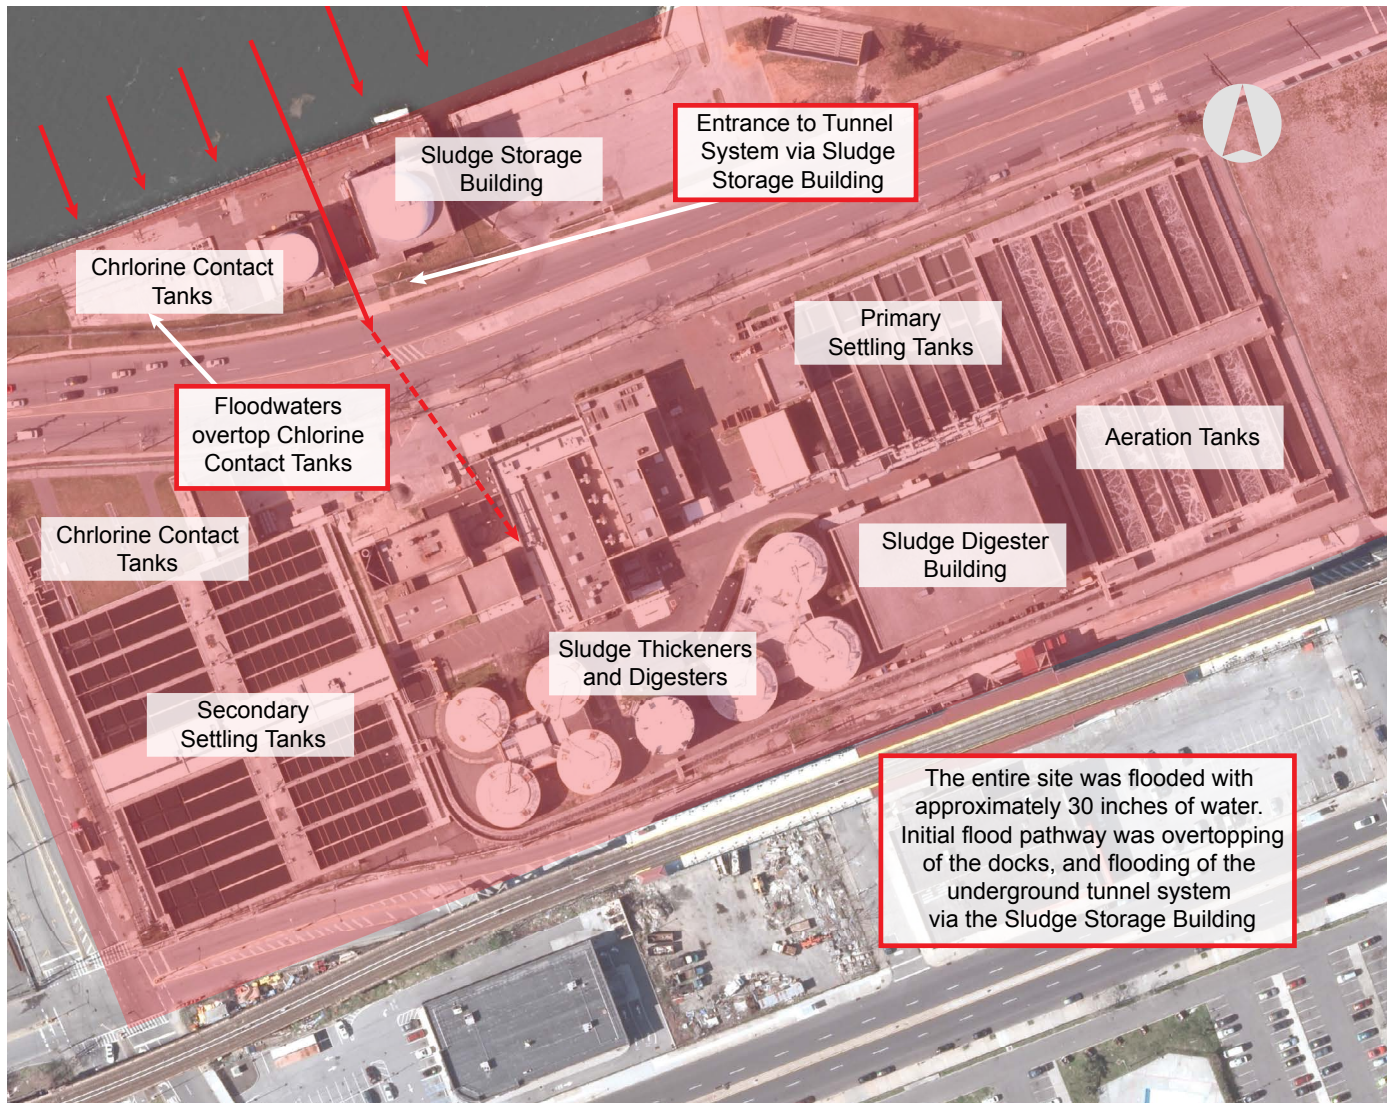 Sludge Storage
Building
Entrance to Tunnel
System via Sludge
Storage Building
Chrlorine Contact
Tanks
Primary
Settling Tanks
Floodwaters
overtop Chlorine
Contact Tanks
Aeration Tanks
Chrlorine Contact
Tanks
Sludge Digester
Building
Sludge Thickeners
and Digesters
Secondary
Settling Tanks
The entire site was flooded with
approximately 30 inches of water.
Initial flood pathway was overtopping
of the docks, and flooding of the
underground tunnel system
via the Sludge Storage Building